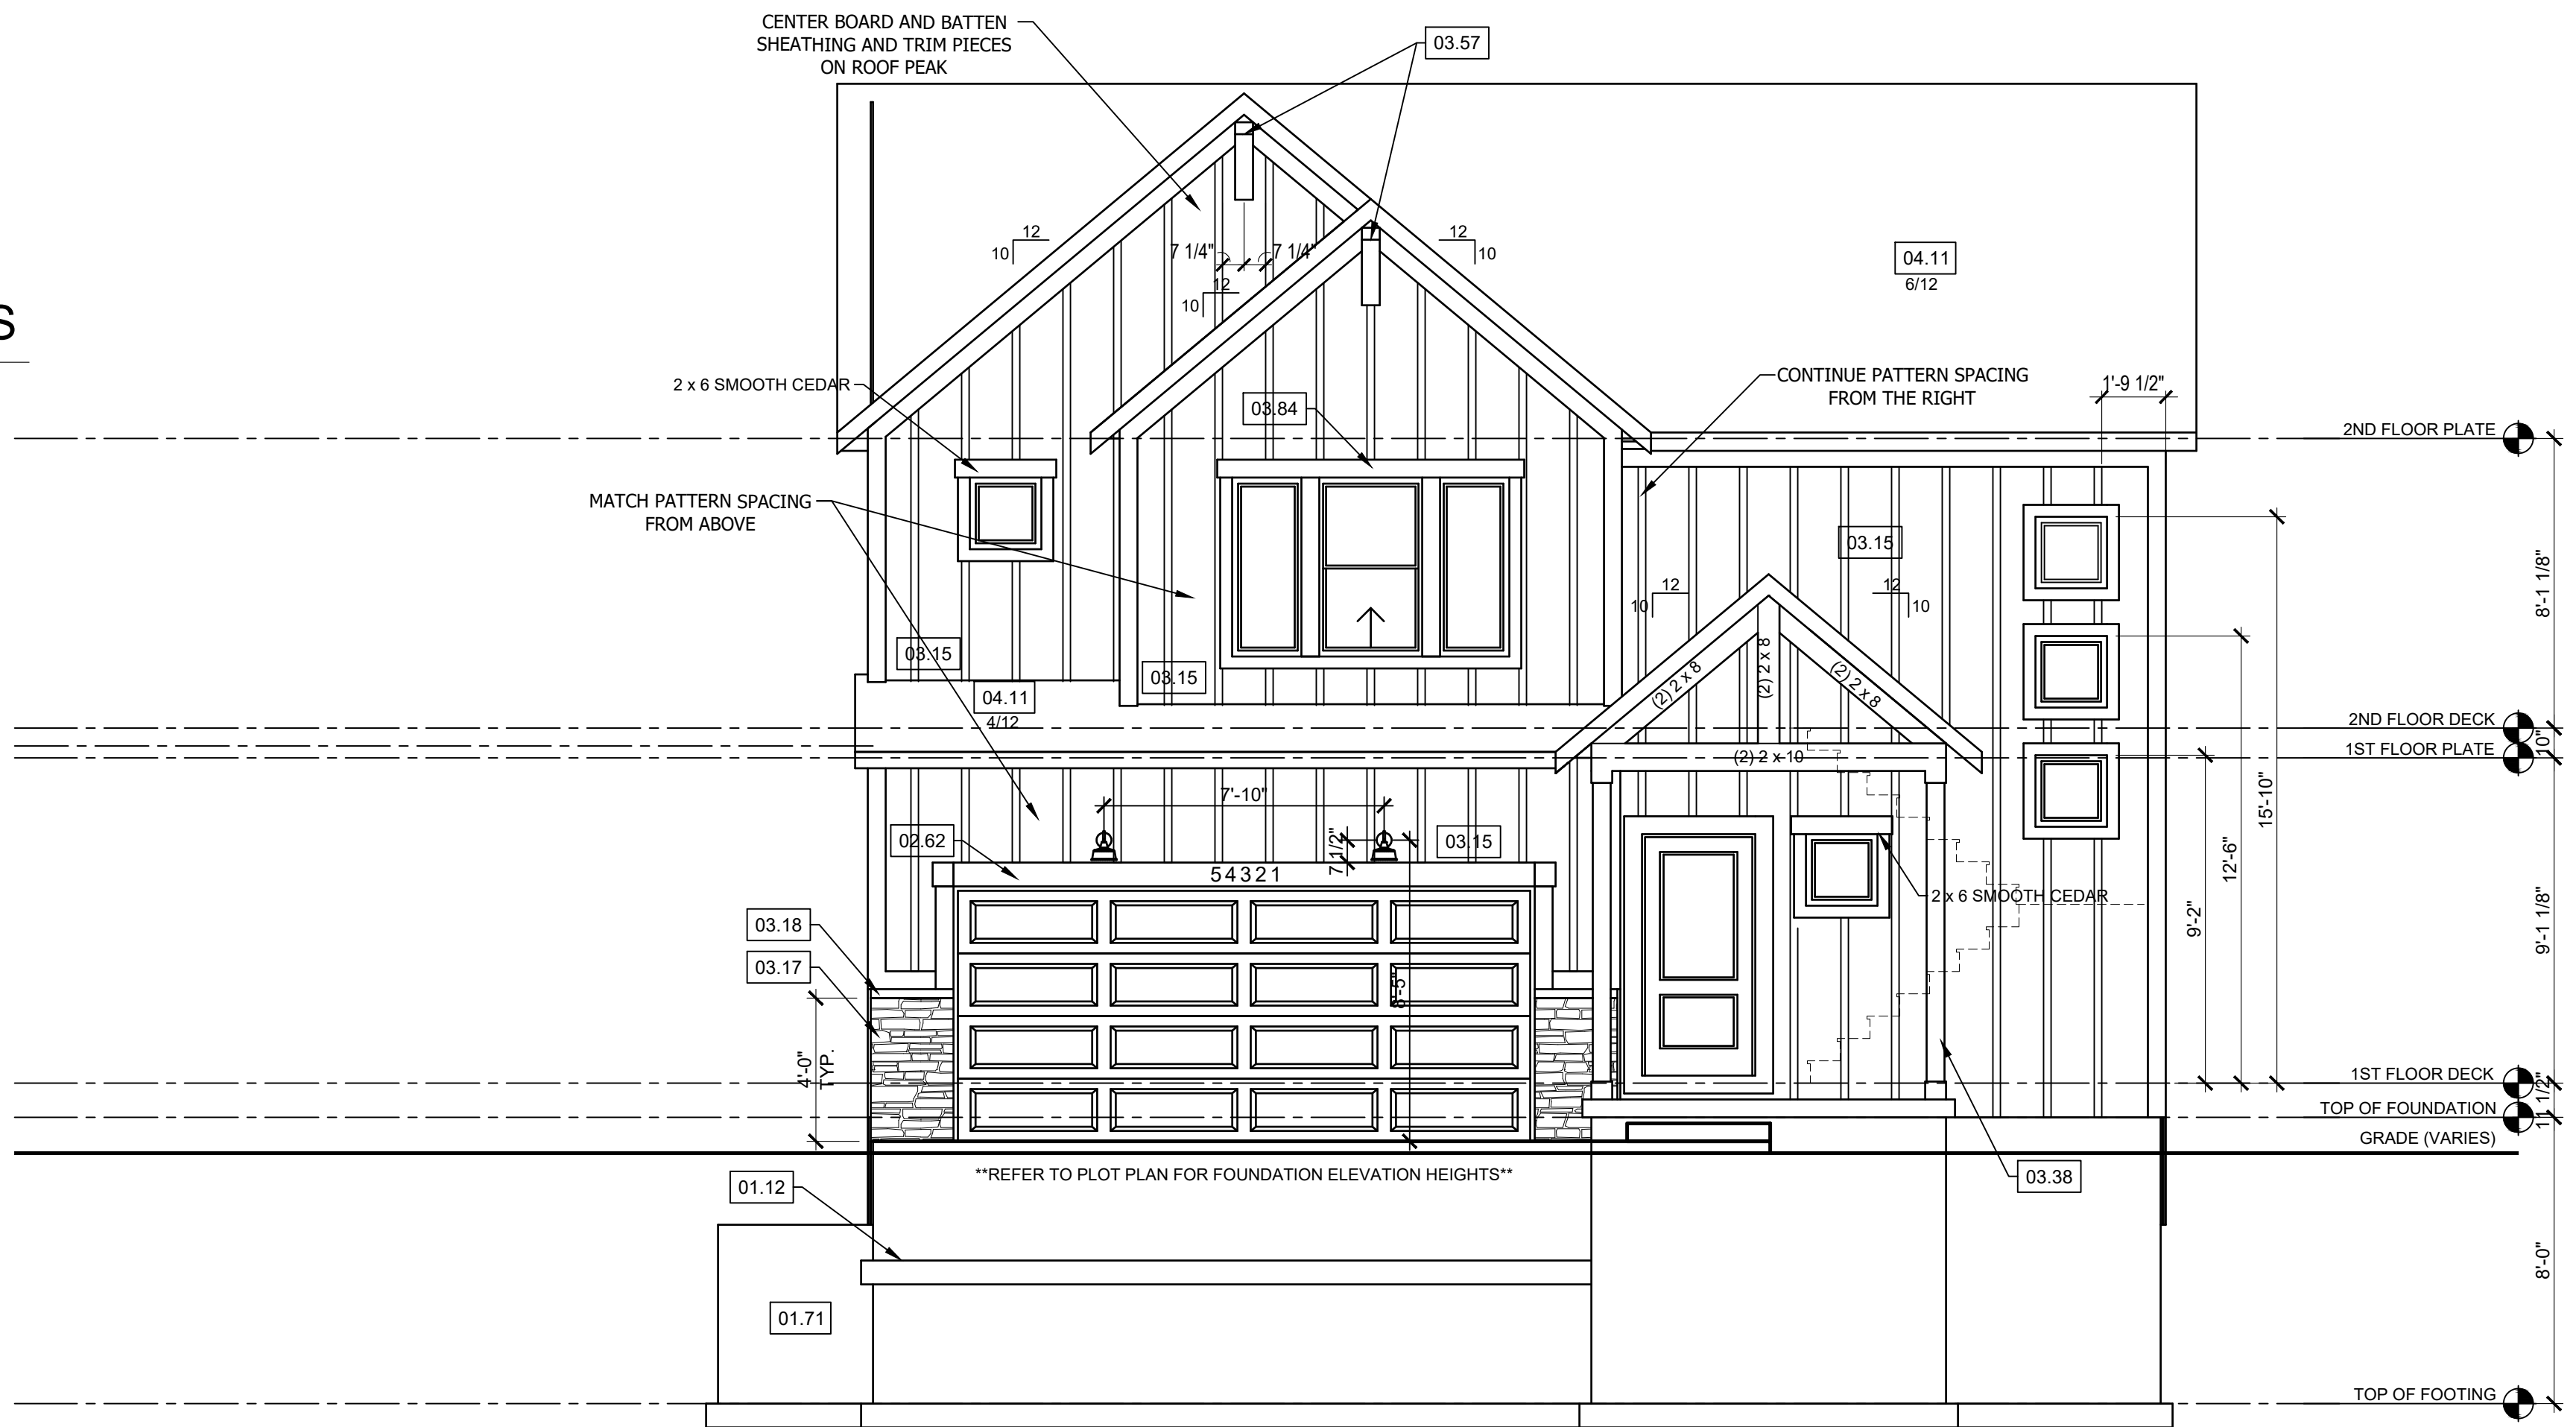 CENTER BOARD AND BATTEN
SHEATHING AND TRIM PIECES
ON ROOF PEAK
03.57
S
12
10
12
10
7 1/4"
7 1/4"
12
10
04.11
6/12
2 x 6 SMOOTH CEDAR
03.84
CONTINUE PATTERN SPACING
FROM THE RIGHT
1'-9 1/2"
2ND FLOOR PLATE
MATCH PATTERN SPACING
FROM ABOVE
03.15
8'-1 1/8"
12
10
12
10
03.15
03.15
04.11
4/12
(2) 2 x 8
(2) 2 x 8
(2) 2 x 8
12'-6"
15'-10"
2ND FLOOR DECK
10"
1ST FLOOR PLATE
(2) 2 x 10
7'-10"
02.62
7 1/2"
03.15
54321
2 x 6 SMOOTH CEDAR
9'-2"
9'-1 1/8"
03.18
03.17
8'-5"
4'-0"
TYP.
1ST FLOOR DECK
11 1/2"
TOP OF FOUNDATION
GRADE (VARIES)
**REFER TO PLOT PLAN FOR FOUNDATION ELEVATION HEIGHTS**
01.12
03.38
8'-0"
01.71
TOP OF FOOTING